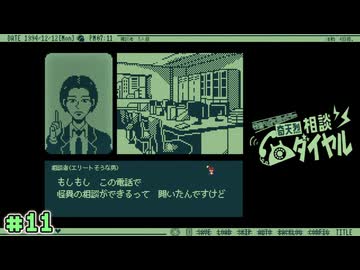 DATE 1994/12/12[Mon] PM07:11
相談者(エリートそうな男)
もしもし この電話で
怪異の相談ができるって 聞いたんですけど
奇天烈
相談
ダイヤル
#11
SAVE LOAD SKIP AUTO BACKLOG CONFIG TITLE